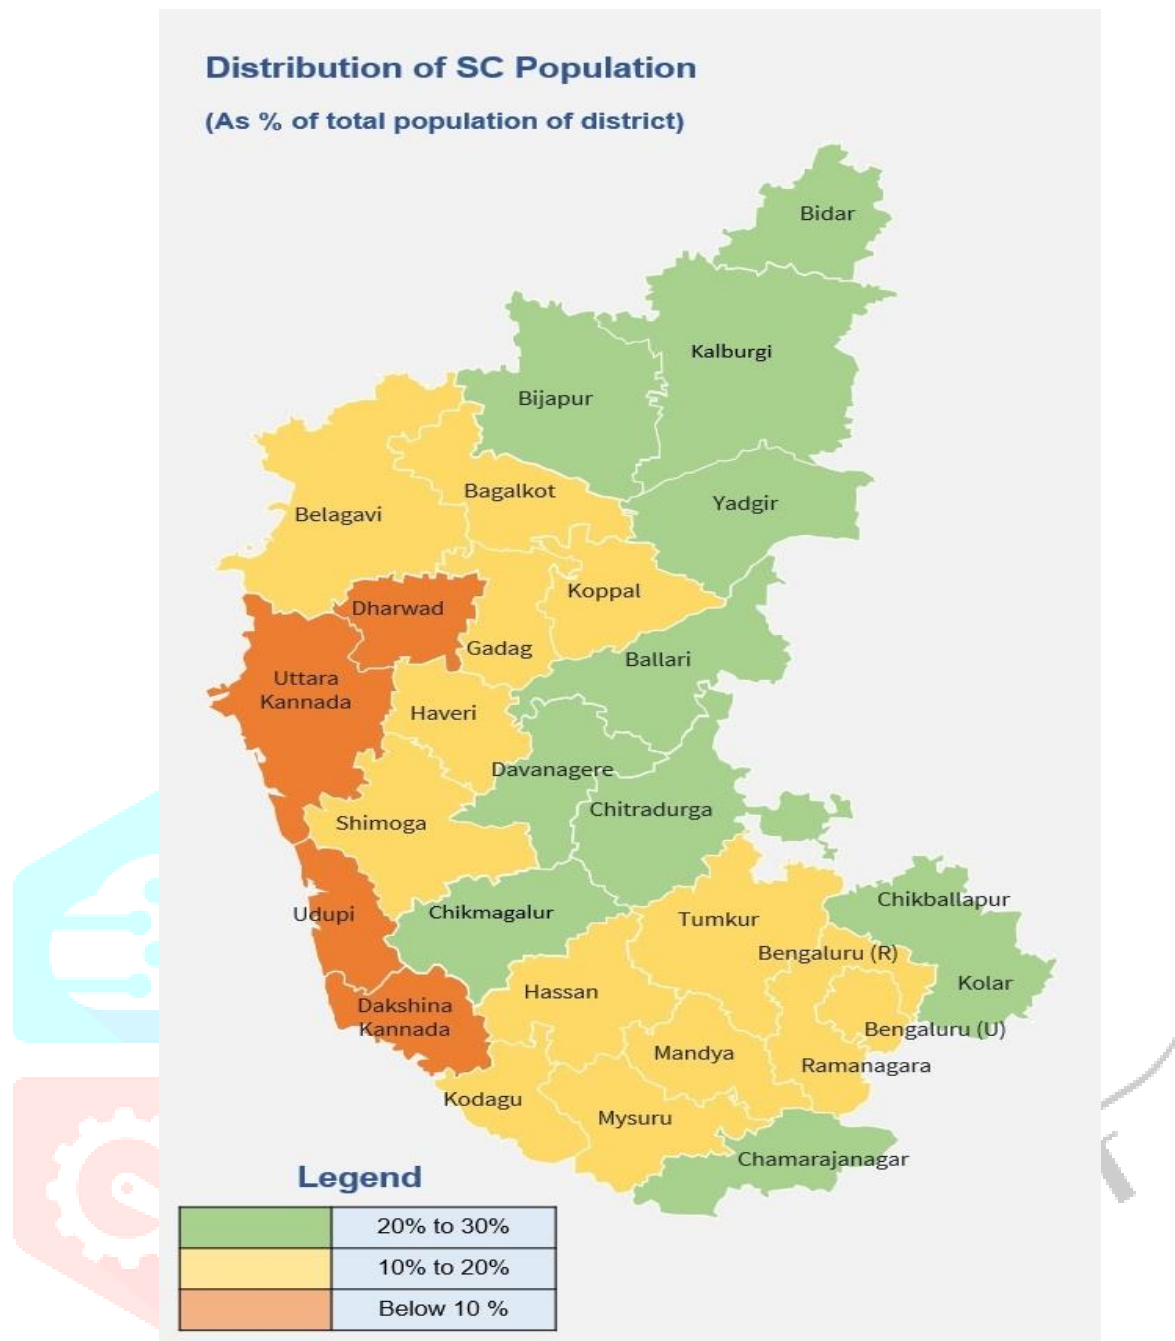 Distribution of SC Population
(As % of total population of district)
Bidar
Kalburgi
Bijapur
Bagalkot
Yadgir
Belagavi
Koppal
Dharwad
Gadag
Ballari
Uttara
Kannada
Haveri
Davanagere
Chitradurga
Shimoga
Chikballapur
Udupi
Chikmagalur
Tumkur
Bengaluru (R)
Kolar
Hassan
Dakshina
Kannada
Bengaluru (U)
Mandya
Ramanagara
Kodagu
Mysuru
Chamarajanagar
Legend
20% to 30%
10% to 20%
Below 10 %